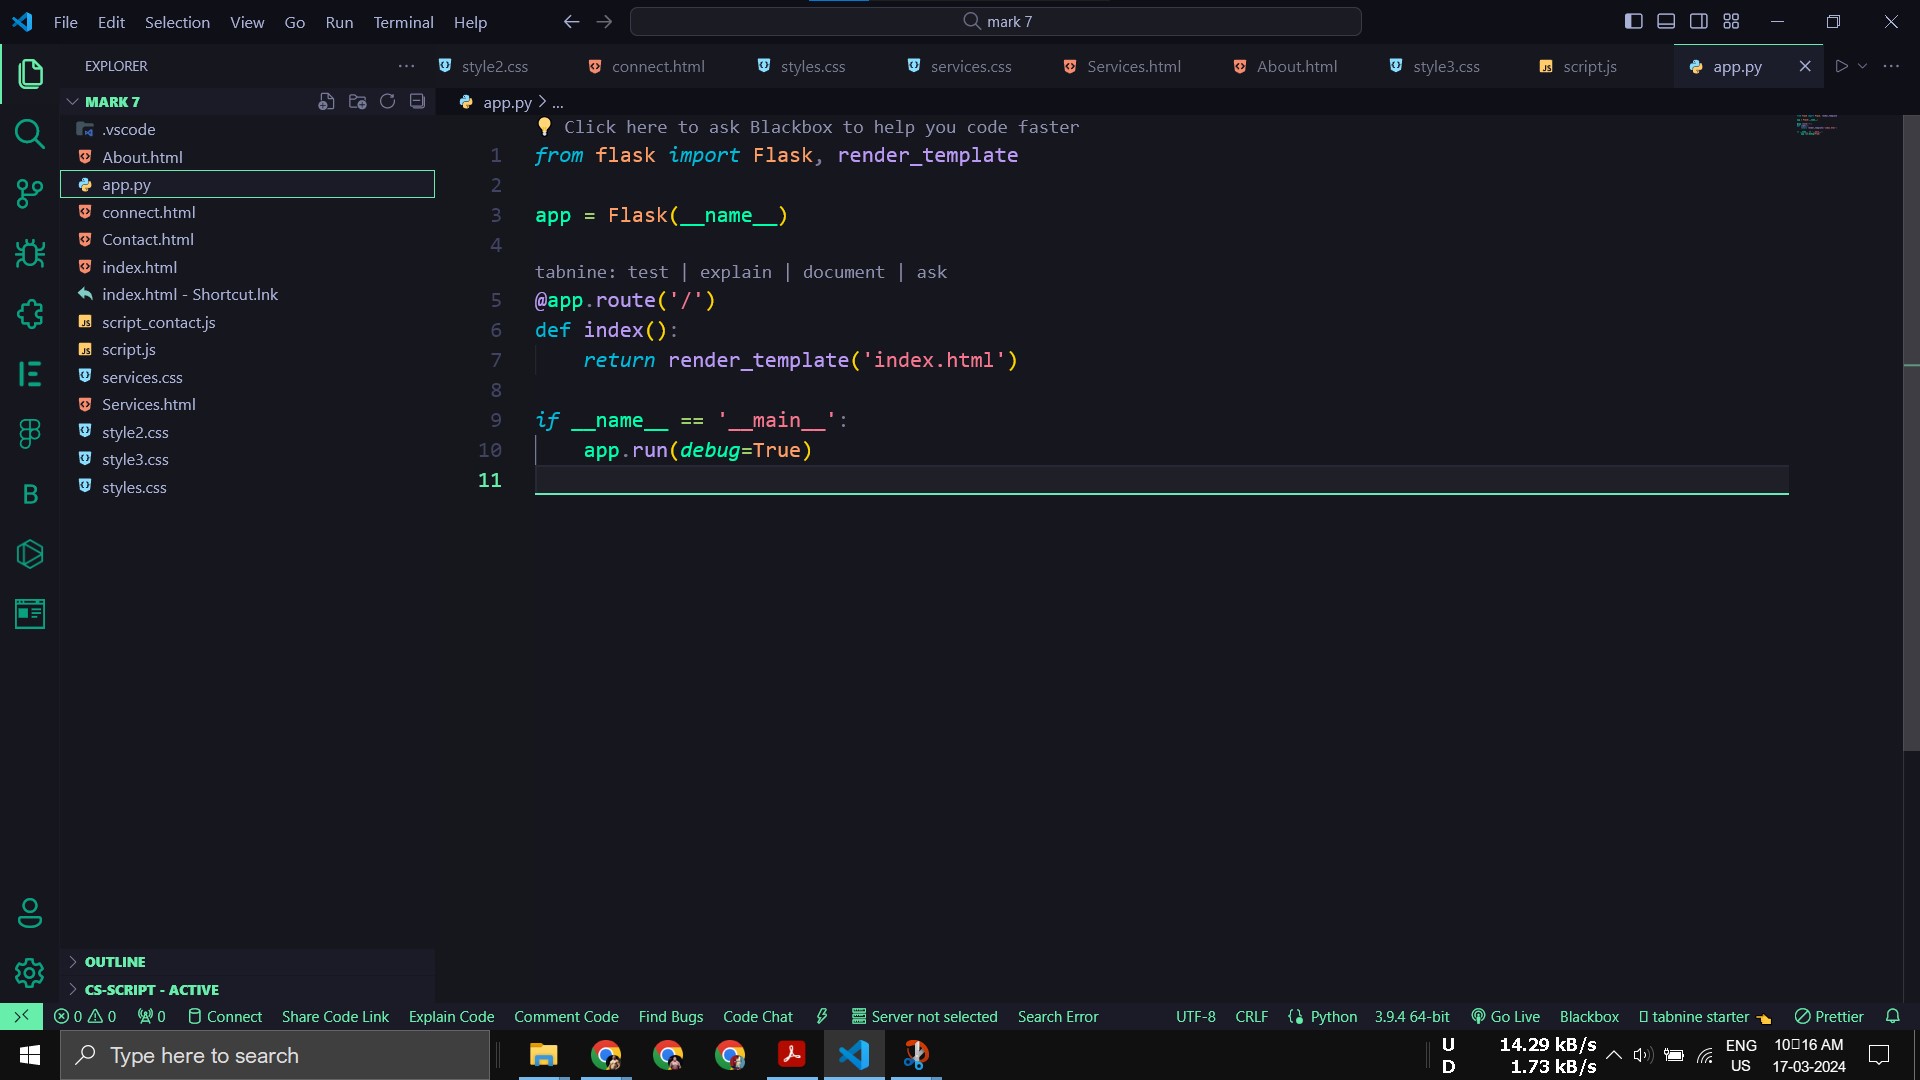 File Edit Selection View Go Run Terminal Help
mark 7
EXPLORER
style2.css connect.html styles.css services.css Services.html About.html style3.css script.js app.py
MARK 7
.vscode
About.html
app.py
connect.html
Contact.html
index.html
index.html - Shortcut.lnk
script_contact.js
script.js
services.css
Services.html
style2.css
style3.css
styles.css
OUTLINE
CS-SCRIPT - ACTIVE
app.py > ...
Click here to ask Blackbox to help you code faster
1 from flask import Flask, render_template
2
3 app = Flask(__name__)
4
tabnine: test | explain | document | ask
5 @app.route('/')
6 def index():
7 return render_template('index.html')
8
9 if __name__ == '__main__':
10 app.run(debug=True)
11
0 0 0 Connect Share Code Link Explain Code Comment Code Find Bugs Code Chat Server not selected Search Error UTF-8 CRLF Python 3.9.4 64-bit Go Live Blackbox tabnine starter Prettier
Type here to search
U 14.29 kB/s
D 1.73 kB/s
ENG
US
10▯16 AM
17-03-2024